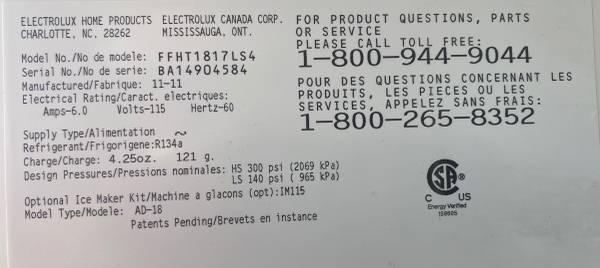 ELECTROLUX HOME PRODUCTS ELECTROLUX CANADA CORP.
CHARLOTTE, NC. 28262 MISSISSAUGA, ONT.
Model No./No de modele: FFHT1817LS4
Serial No./No de serie: BA14904584
Manufactured/Fabrique: 11-11
Electrical Rating/Caract. electriques:
Amps-6.0 Volts-115 Hertz-60
Supply Type/Alimentation ~
Refrigerant/Frigorigene:R134a
Charge/Charge: 4.25oz. 121 g.
Design Pressures/Pressions nominales: HS 300 psi (2069 kPa)
LS 140 psi ( 965 kPa)
Optional Ice Maker Kit/Machine a glacons (opt):IM115
Model Type/Modele: AD-18
Patents Pending/Brevets en instance
FOR PRODUCT QUESTIONS, PARTS
OR SERVICE
PLEASE CALL TOLL FREE:
1-800-944-9044
POUR DES QUESTIONS CONCERNANT LES
PRODUITS, LES PIECES OU LES
SERVICES, APPELEZ SANS FRAIS:
1-800-265-8352
SA ®
C US
Energy Verified
158605